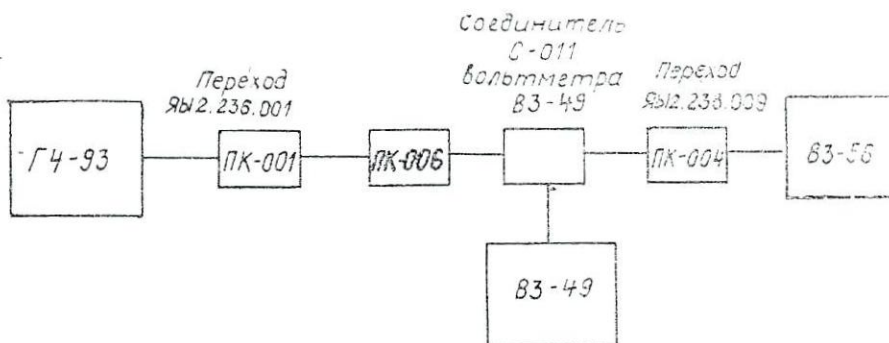 Соединитель
С-011
вольтметра
В3-49
Переход
ЯЫ2.236.001
Переход
ЯЫ2.236.009
Г4-93
ПК-001
ПК-006
ПК-004
В3-56
В3-49